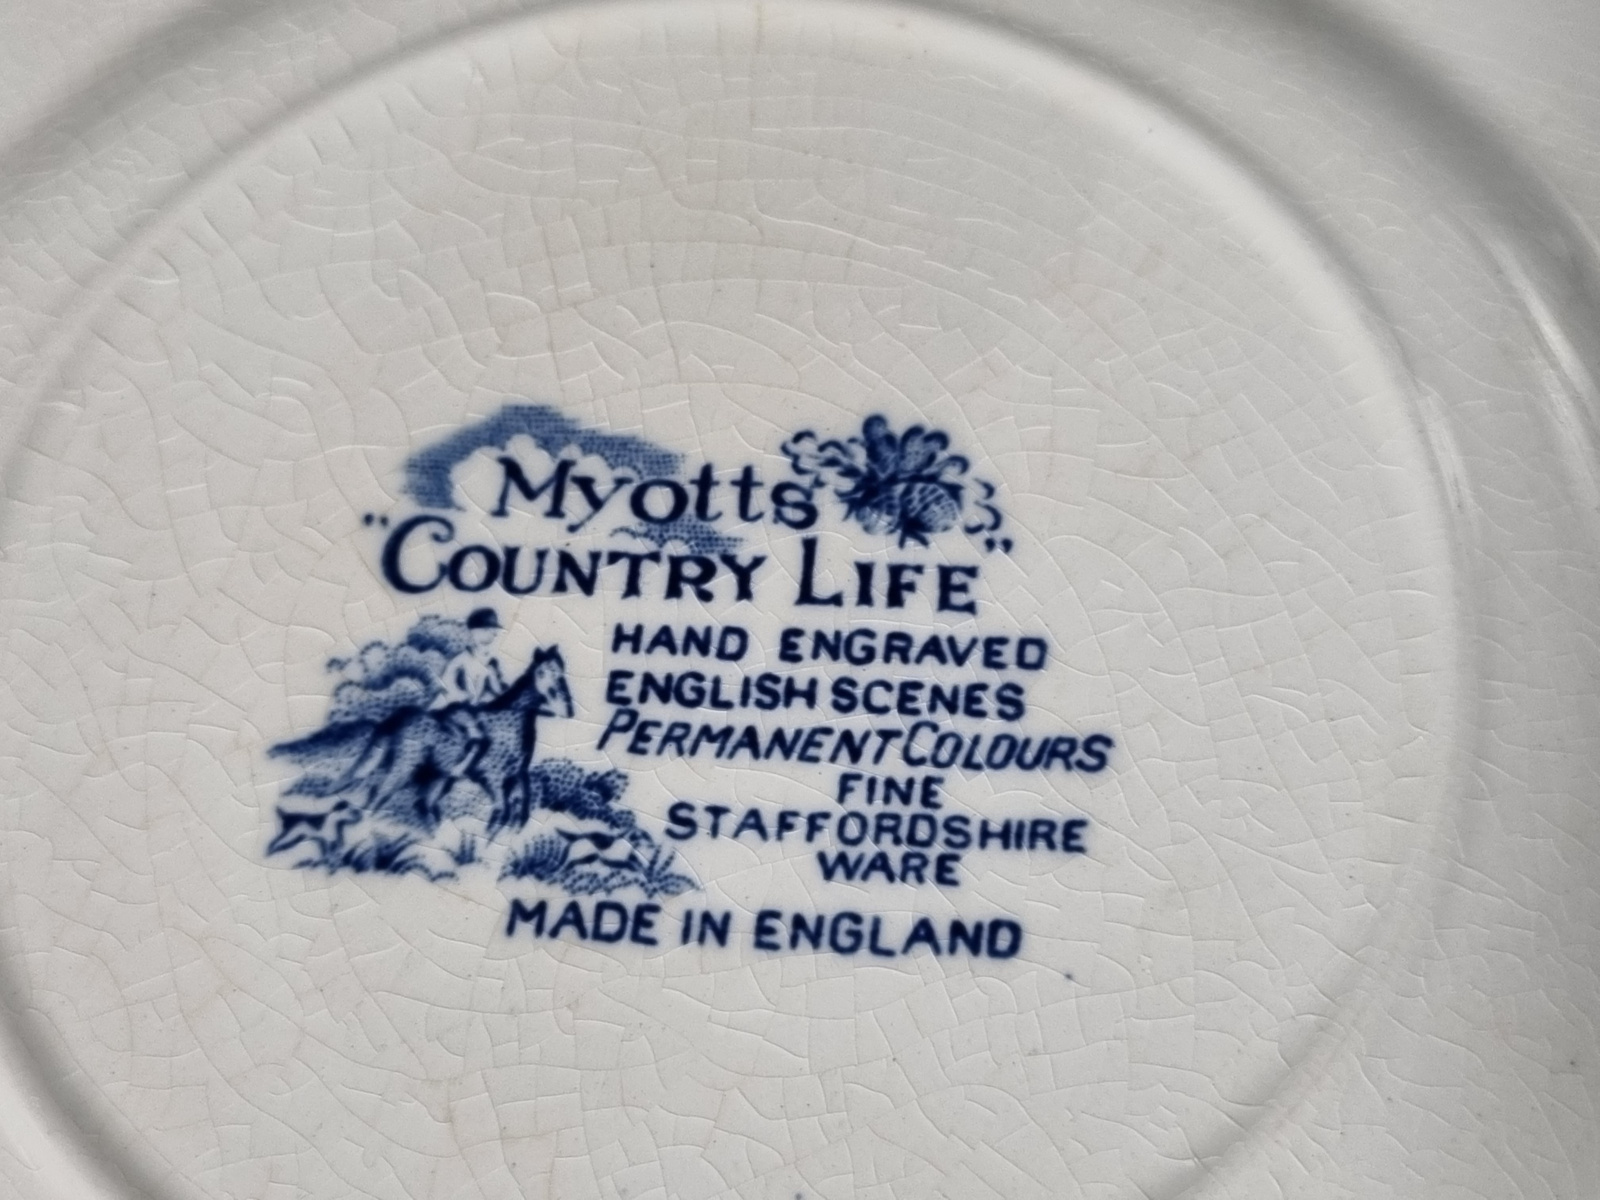 Myotts
"COUNTRY LIFE"
HAND ENGRAVED
ENGLISH SCENES
PERMANENT COLOURS
FINE
STAFFORDSHIRE
WARE
MADE IN ENGLAND